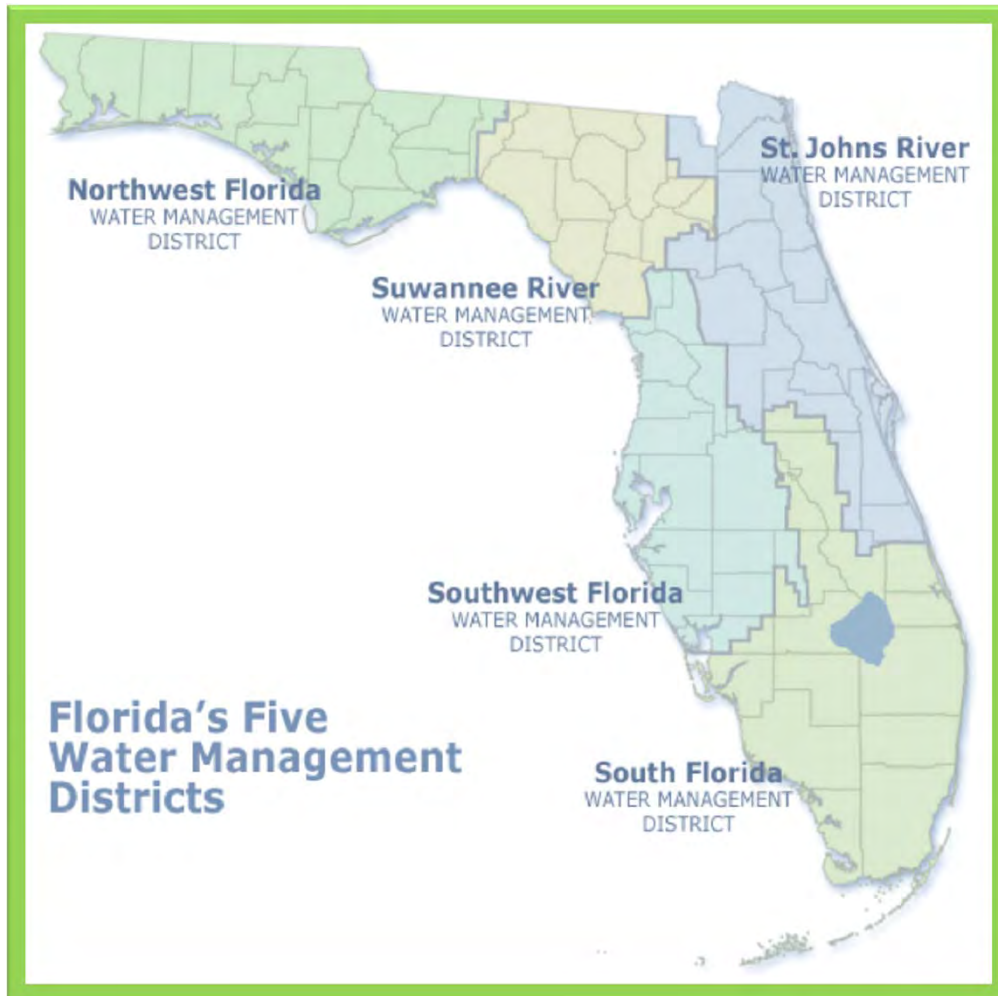 St. Johns River
WATER MANAGEMENT
DISTRICT
Northwest Florida
WATER MANAGEMENT
DISTRICT
Suwannee River
WATER MANAGEMENT
DISTRICT
Southwest Florida
WATER MANAGEMENT
DISTRICT
Florida's Five
Water Management
Districts
South Florida
WATER MANAGEMENT
DISTRICT